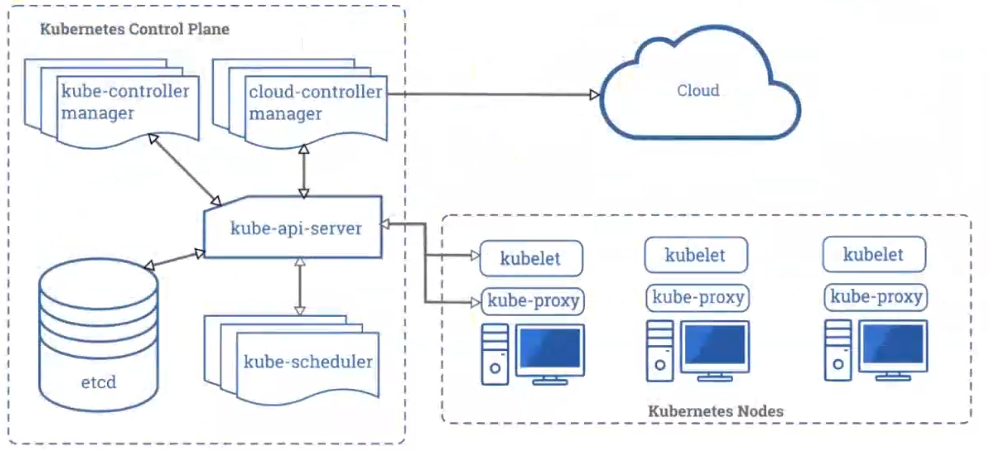 Kubernetes Control Plane
kube-controller
manager
cloud-controller
manager
Cloud
kube-api-server
etcd
kube-scheduler
kubelet
kube-proxy
kubelet
kube-proxy
kubelet
kube-proxy
Kubernetes Nodes